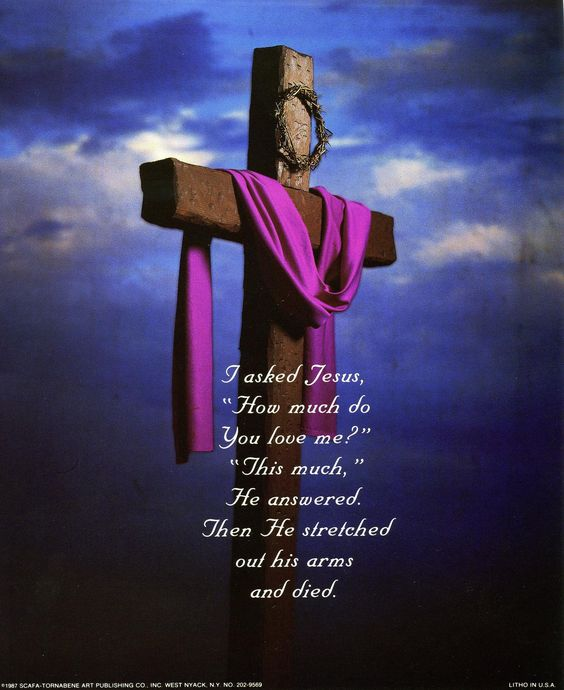 I asked Jesus,
"How much do
You love me?"
"This much,"
He answered.
Then He stretched
out his arms
and died.
©1987 SCAFA-TORNABENE ART PUBLISHING CO., INC. WEST NYACK, N.Y. NO. 202-9569
LITHO IN U.S.A.